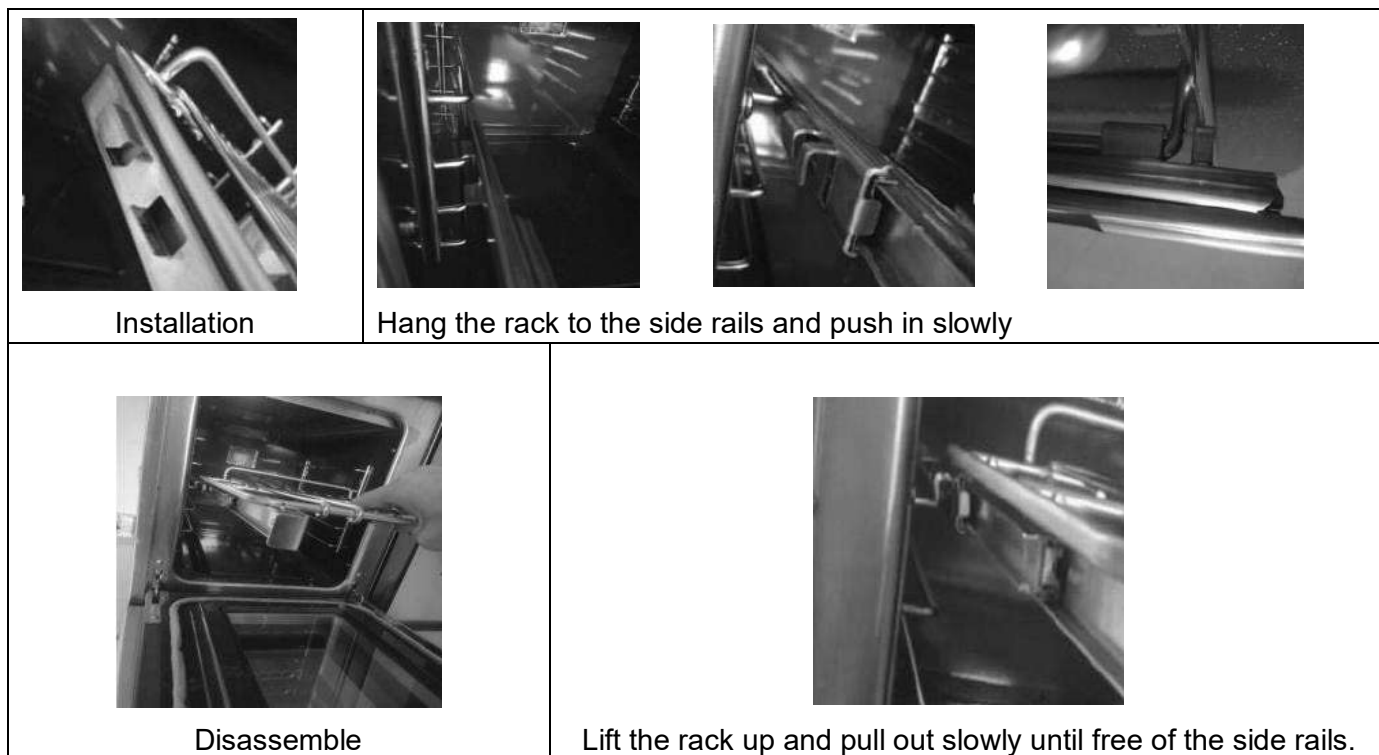 Installation
Hang the rack to the side rails and push in slowly
Disassemble
Lift the rack up and pull out slowly until free of the side rails.